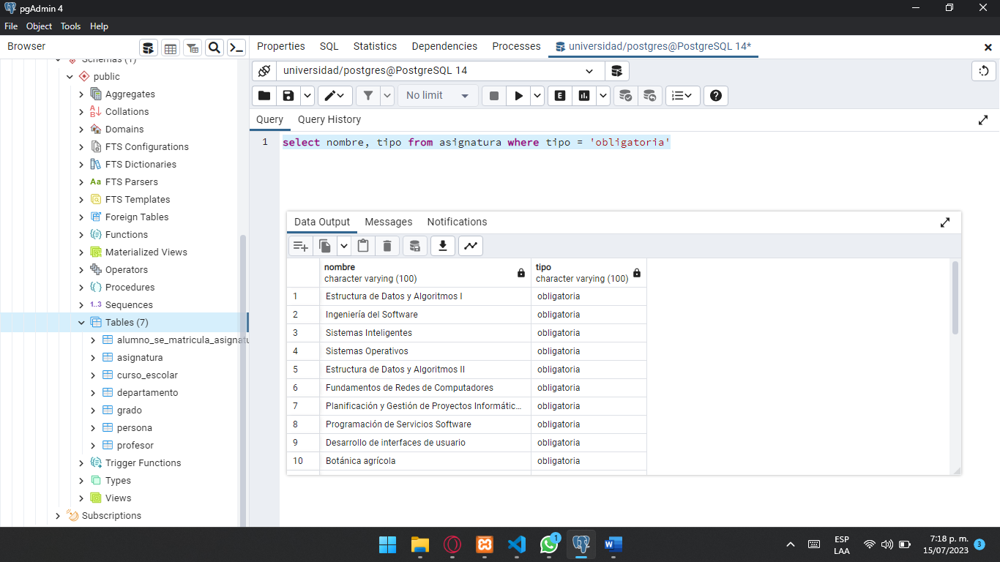 pgAdmin 4
File Object Tools Help
Browser
Properties SQL Statistics Dependencies Processes universidad/postgres@PostgreSQL 14*
Schemas (1)
public
Aggregates
Collations
Domains
FTS Configurations
FTS Dictionaries
Aa FTS Parsers
FTS Templates
Foreign Tables
Functions
Materialized Views
Operators
Procedures
1..3 Sequences
Tables (7)
alumno_se_matricula_asignatu
asignatura
curso_escolar
departamento
grado
persona
profesor
Trigger Functions
Types
Views
Subscriptions
universidad/postgres@PostgreSQL 14
No limit
E
Query Query History
1 select nombre, tipo from asignatura where tipo = 'obligatoria'
Data Output Messages Notifications
nombre tipo
character varying (100) character varying (100)
1 Estructura de Datos y Algoritmos I obligatoria
2 Ingeniería del Software obligatoria
3 Sistemas Inteligentes obligatoria
4 Sistemas Operativos obligatoria
5 Estructura de Datos y Algoritmos II obligatoria
6 Fundamentos de Redes de Computadores obligatoria
7 Planificación y Gestión de Proyectos Informátic... obligatoria
8 Programación de Servicios Software obligatoria
9 Desarrollo de interfaces de usuario obligatoria
10 Botánica agrícola obligatoria
1
ESP
LAA
7:18 p. m.
15/07/2023
3